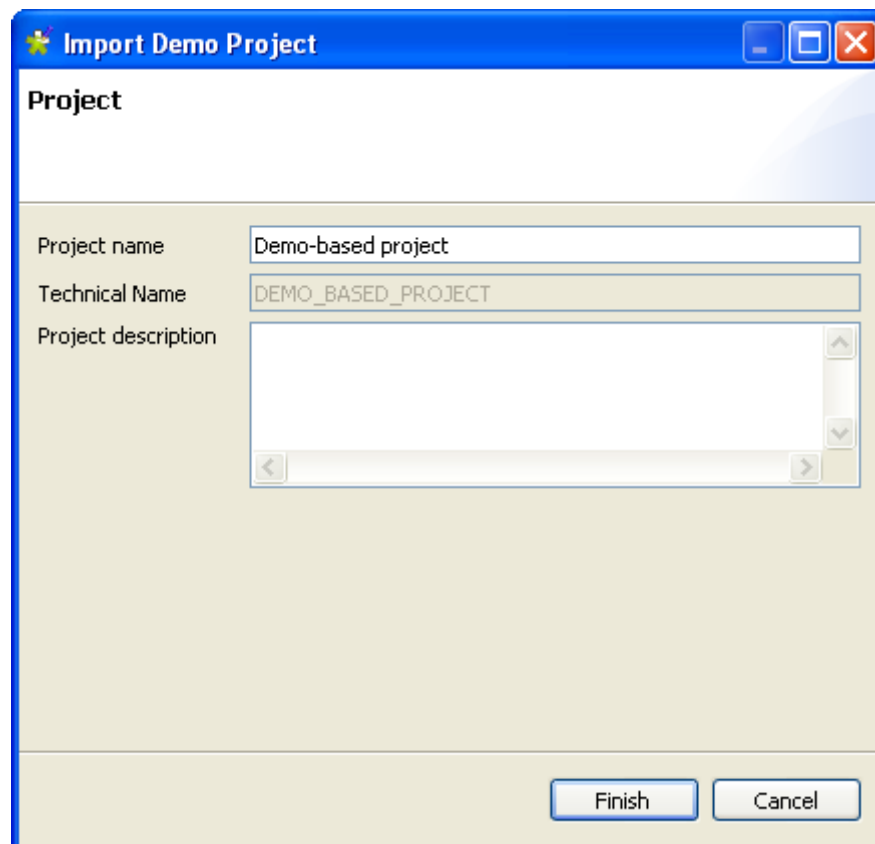 Import Demo Project
Project
Project name Demo-based project
Technical Name DEMO_BASED_PROJECT
Project description
Finish Cancel